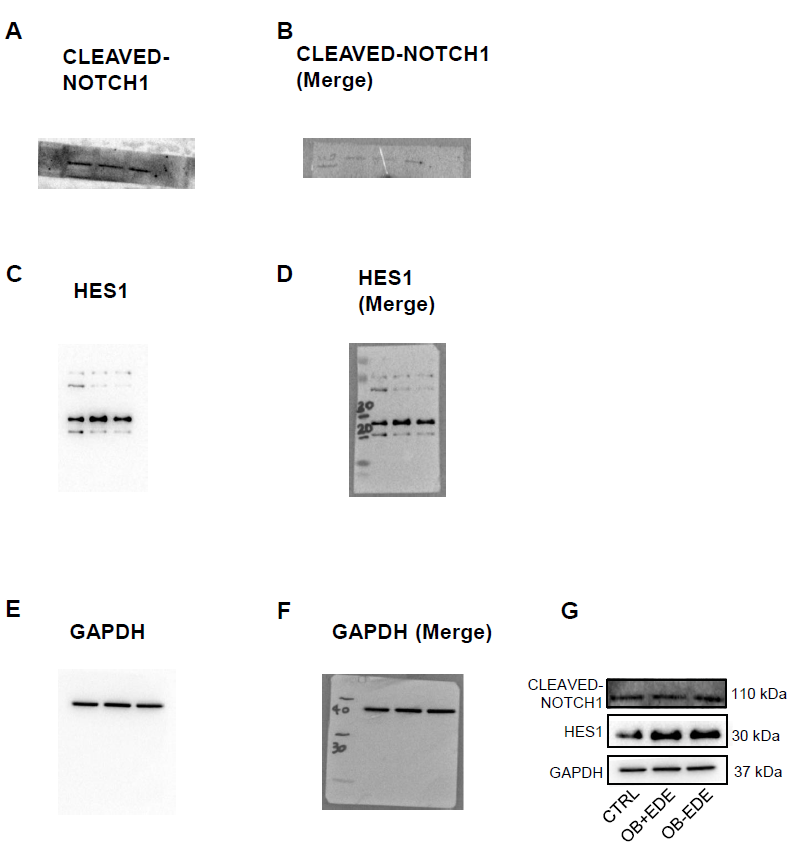 A
CLEAVED-
NOTCH1
B
CLEAVED-NOTCH1
(Merge)
C
HES1
D
HES1
(Merge)
20
20
E
GAPDH
F
GAPDH (Merge)
40
30
G
CLEAVED-
NOTCH1
110 kDa
HES1
30 kDa
GAPDH
37 kDa
CTRL
OB+EDE
OB-EDE